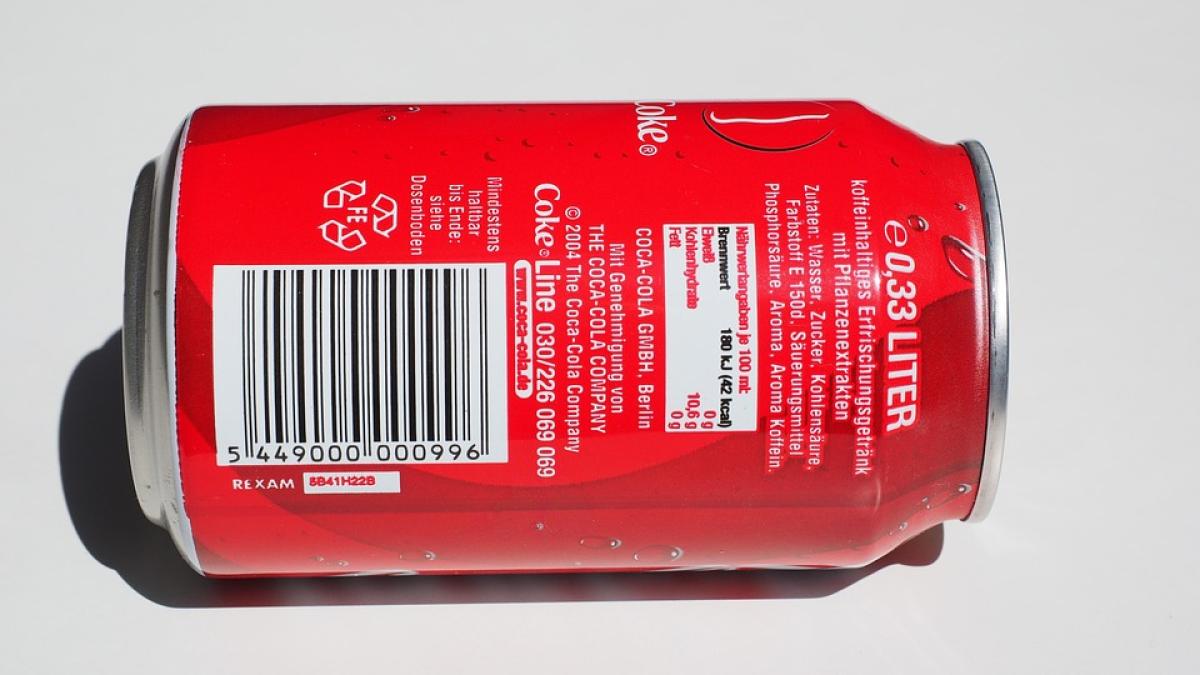 Coke®
e 0,33 LITER
koffeinhaltiges Erfrischungsgetränk
mit Pflanzenextrakten
Zutaten: Wasser, Zucker, Kohlensäure,
Farbstoff E 150d, Säuerungsmittel
Phosphorsäure, Aroma, Aroma Koffein.
Nährwertangaben je 100 ml:
Brennwert 180 kJ (42 kcal)
Eiweiß 0 g
Kohlenhydrate 10,6 g
Fett 0 g
COCA-COLA GMBH, Berlin
Mit Genehmigung von
THE COCA-COLA COMPANY
© 2004 The Coca-Cola Company
Coke® Line 030/226 069 069
www.coca-cola.de
Mindestens
haltbar
bis Ende:
siehe
Dosenboden
FE
5 449000 000996
REXAM 5B41H22B